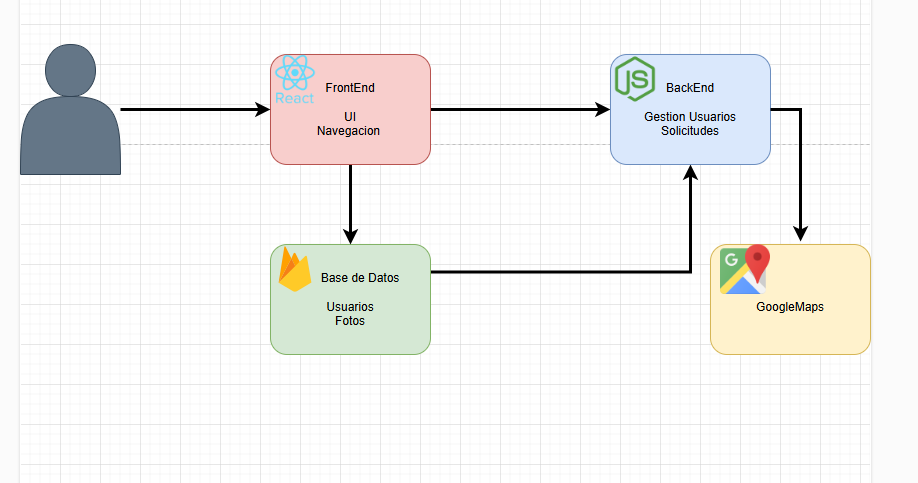 React
FrontEnd
UI
Navegacion
JS
BackEnd
Gestion Usuarios
Solicitudes
Base de Datos
Usuarios
Fotos
G
GoogleMaps